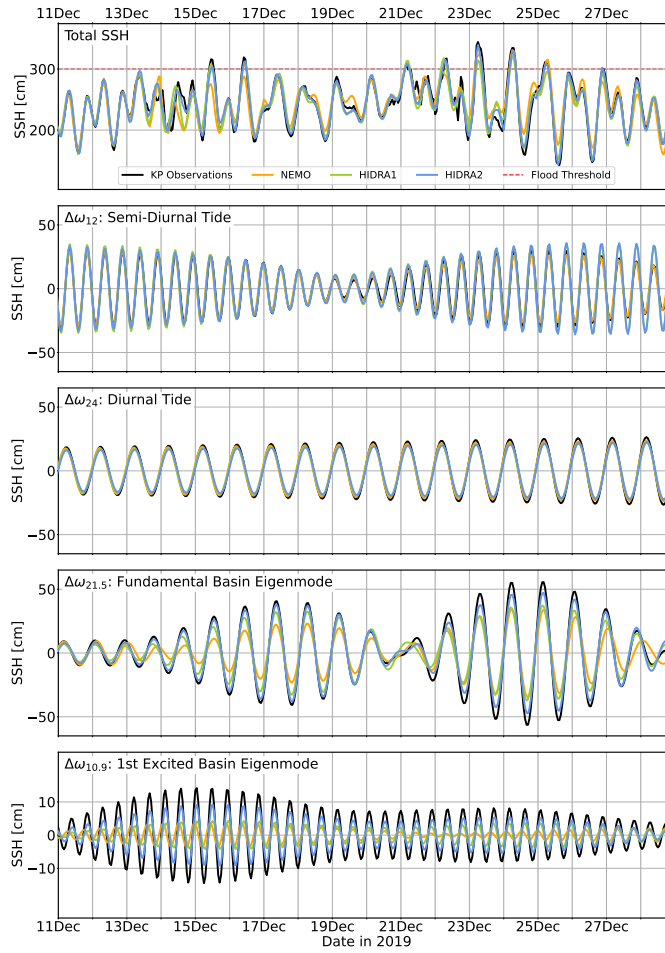 11Dec 13Dec 15Dec 17Dec 19Dec 21Dec 23Dec 25Dec 27Dec
Total SSH
300
200
SSH [cm]
KP Observations NEMO HIDRA1 HIDRA2 Flood Threshold
Δω12: Semi-Diurnal Tide
50
0
−50
SSH [cm]
Δω24: Diurnal Tide
50
0
−50
SSH [cm]
Δω21.5: Fundamental Basin Eigenmode
50
0
−50
SSH [cm]
Δω10.9: 1st Excited Basin Eigenmode
10
0
−10
SSH [cm]
11Dec 13Dec 15Dec 17Dec 19Dec 21Dec 23Dec 25Dec 27Dec
Date in 2019